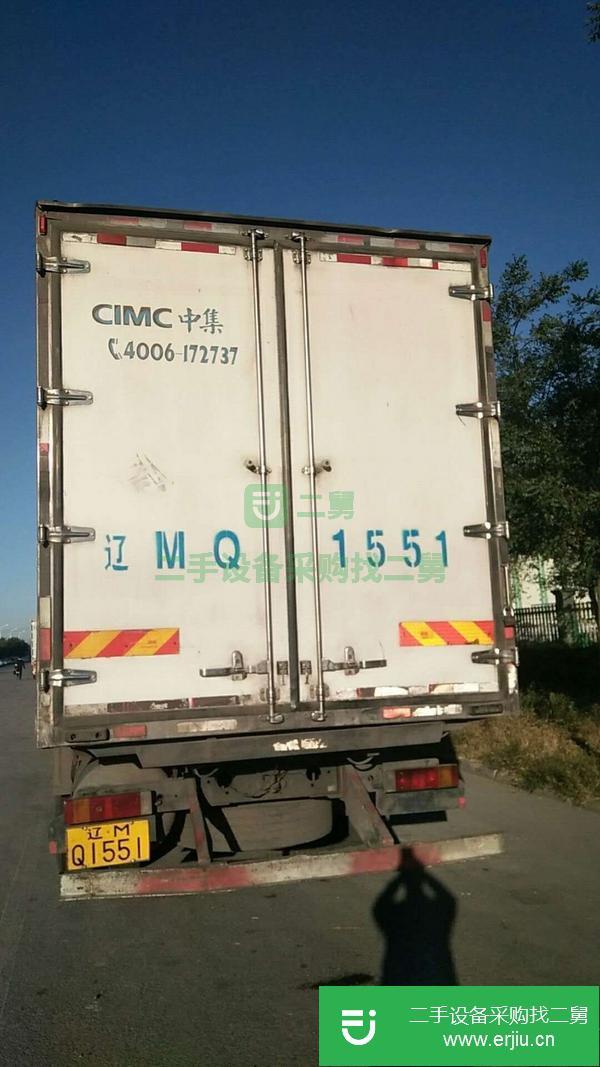 CIMC 中集
4006-172737
二舅
辽 MQ 1551
二手设备采购找二舅
辽·M
Q1551
二手设备采购找二舅
www.erjiu.cn